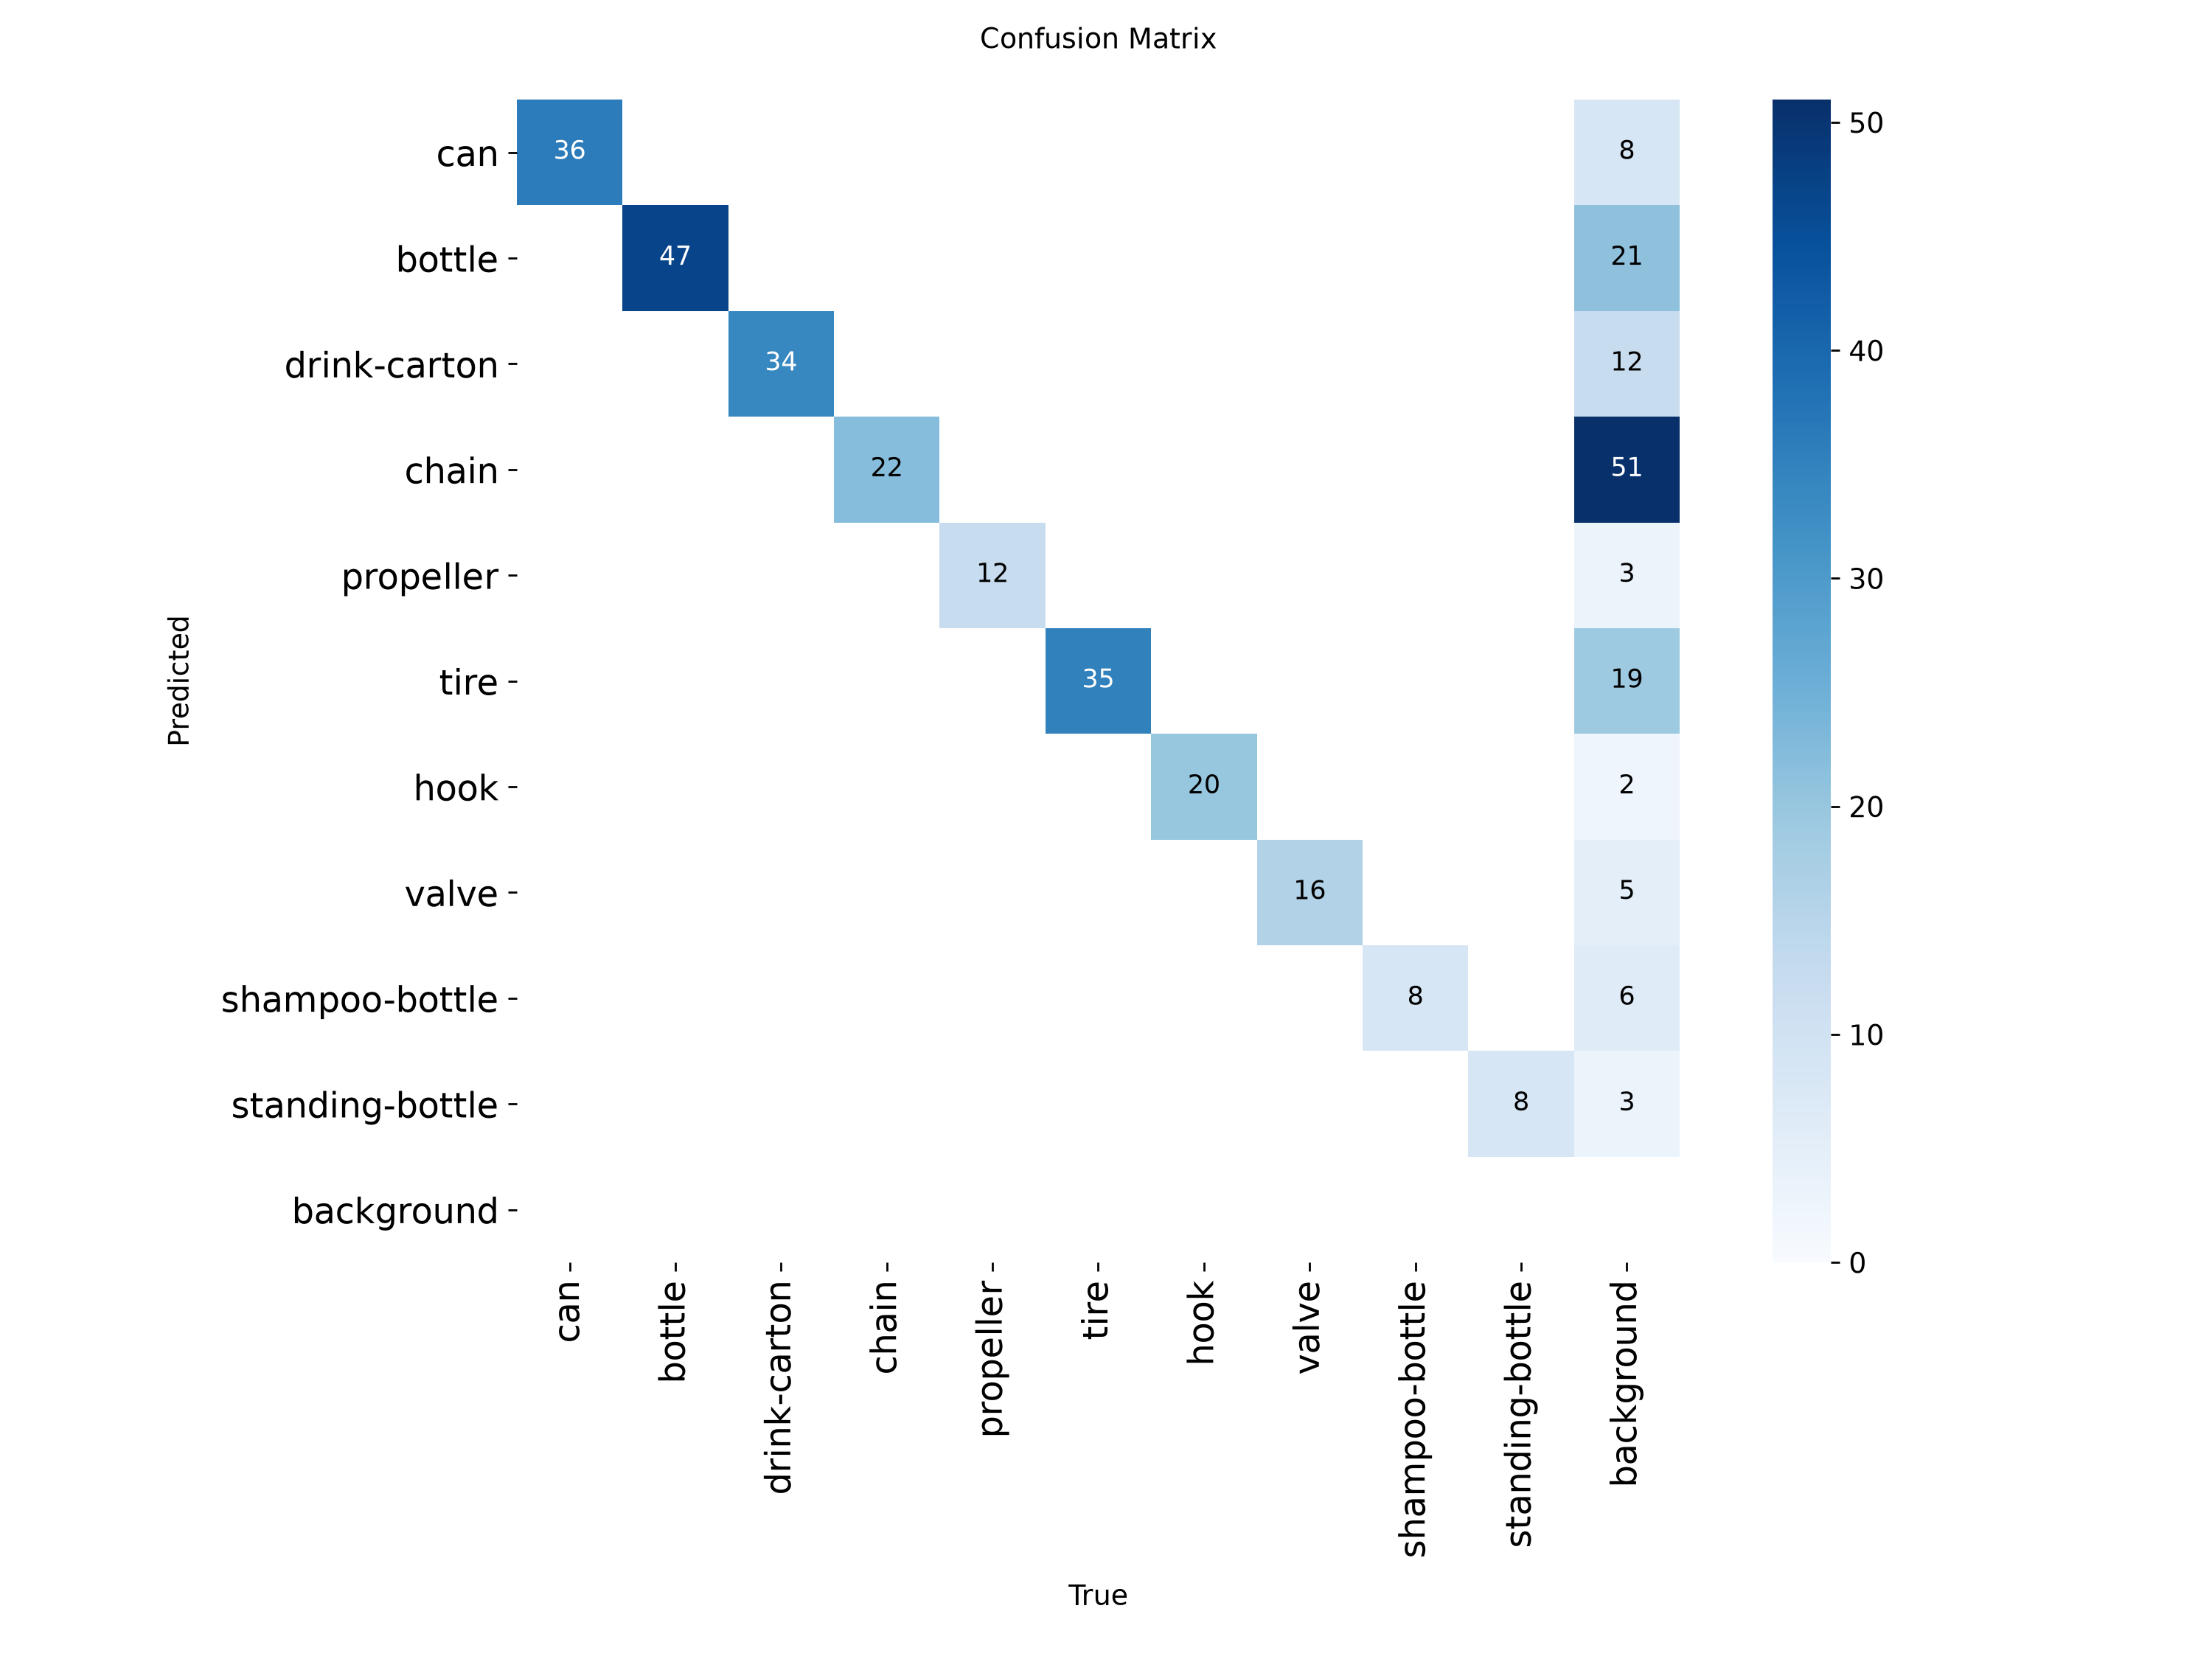 Confusion Matrix
can 36 8
bottle 47 21
drink-carton 34 12
chain 22 51
propeller 12 3
tire 35 19
hook 20 2
valve 16 5
shampoo-bottle 8 6
standing-bottle 8 3
background
Predicted
can
bottle
drink-carton
chain
propeller
tire
hook
valve
shampoo-bottle
standing-bottle
background
True
50
40
30
20
10
0